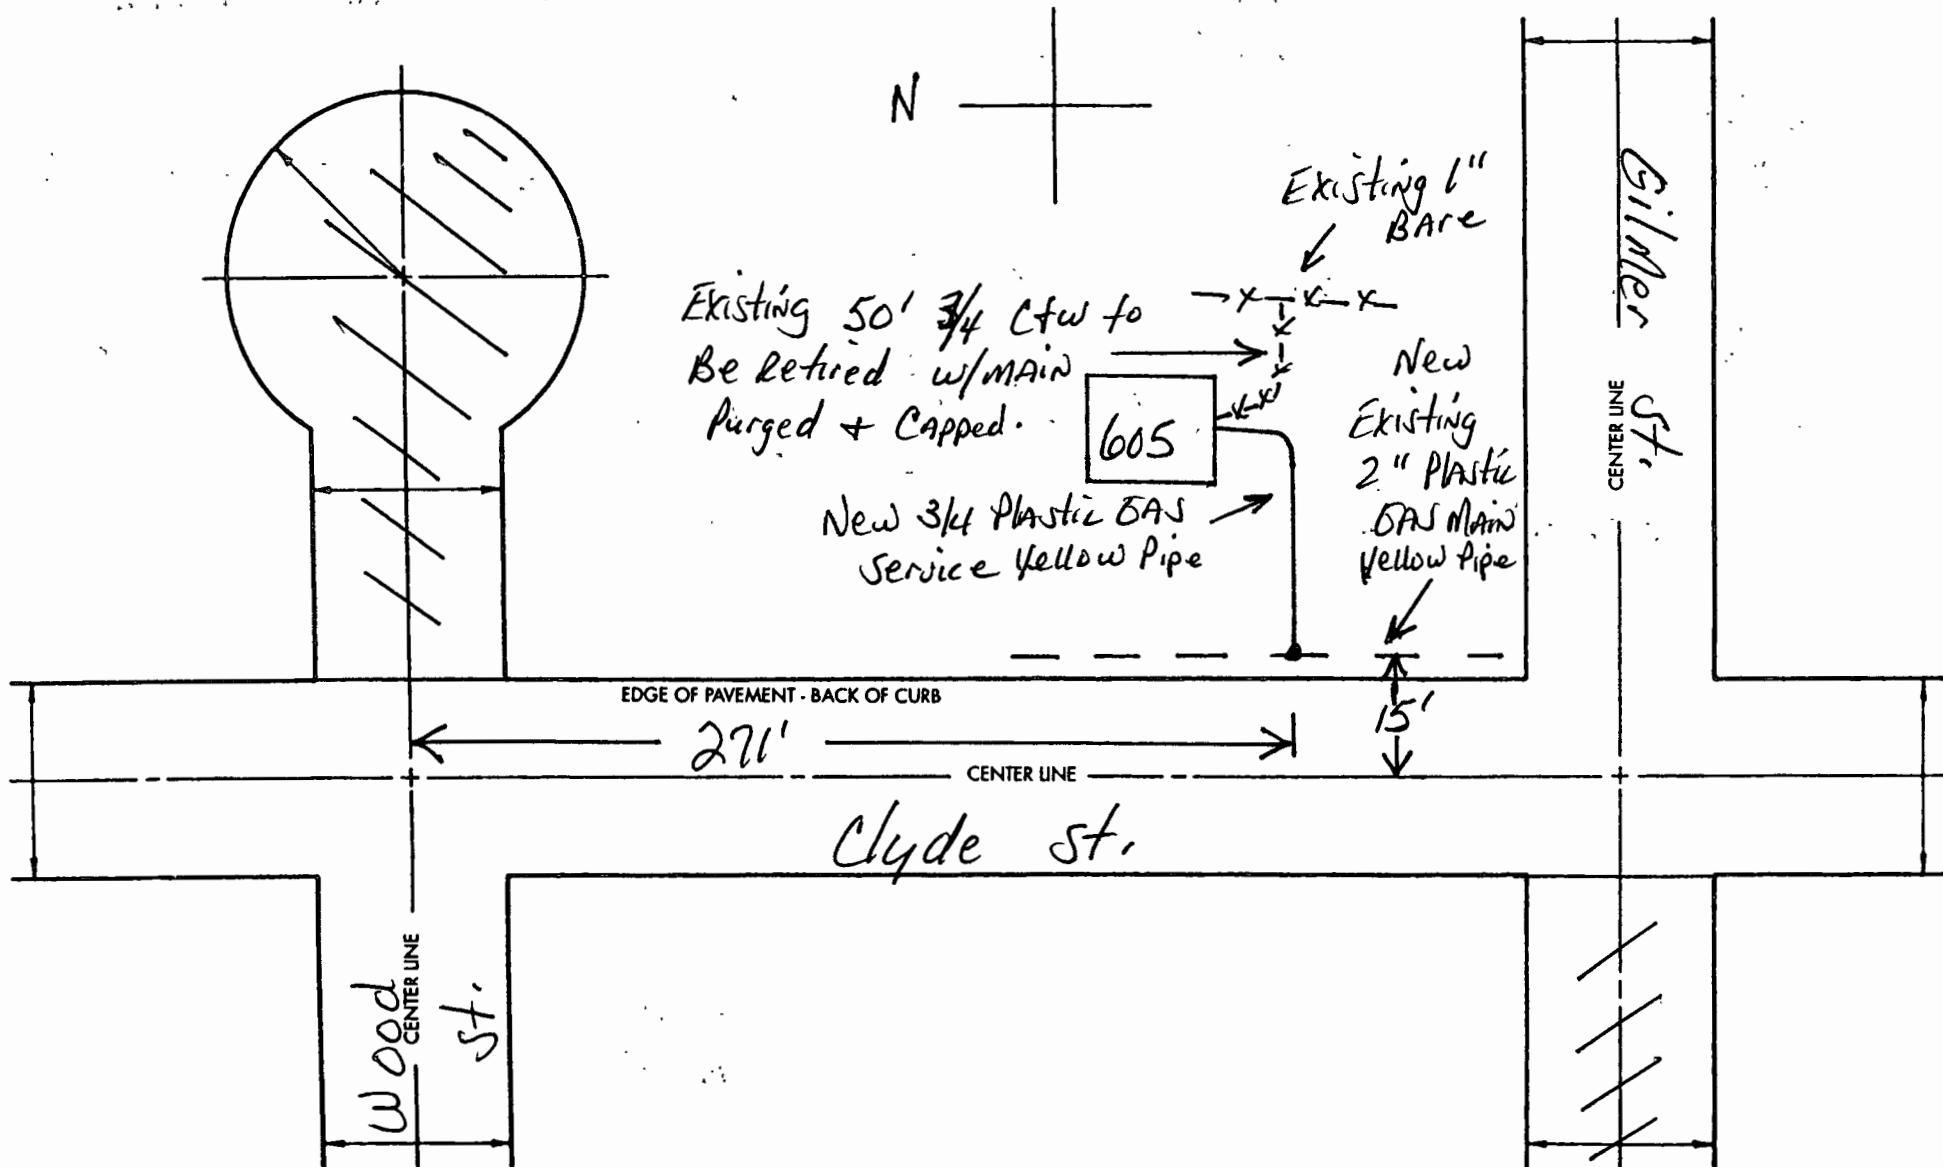 N
Existing 1"
BAre
Existing 50' 3/4 C+W to
Be Retired w/MAIN
Purged + Capped.
605
New
Existing
2" Plastic
GAS MAIN
Yellow Pipe
New 3/4 Plastic GAS
Service Yellow Pipe
Gilmer St.
CENTER LINE
EDGE OF PAVEMENT - BACK OF CURB
271'
15'
CENTER LINE
Clyde St.
Wood St.
CENTER LINE